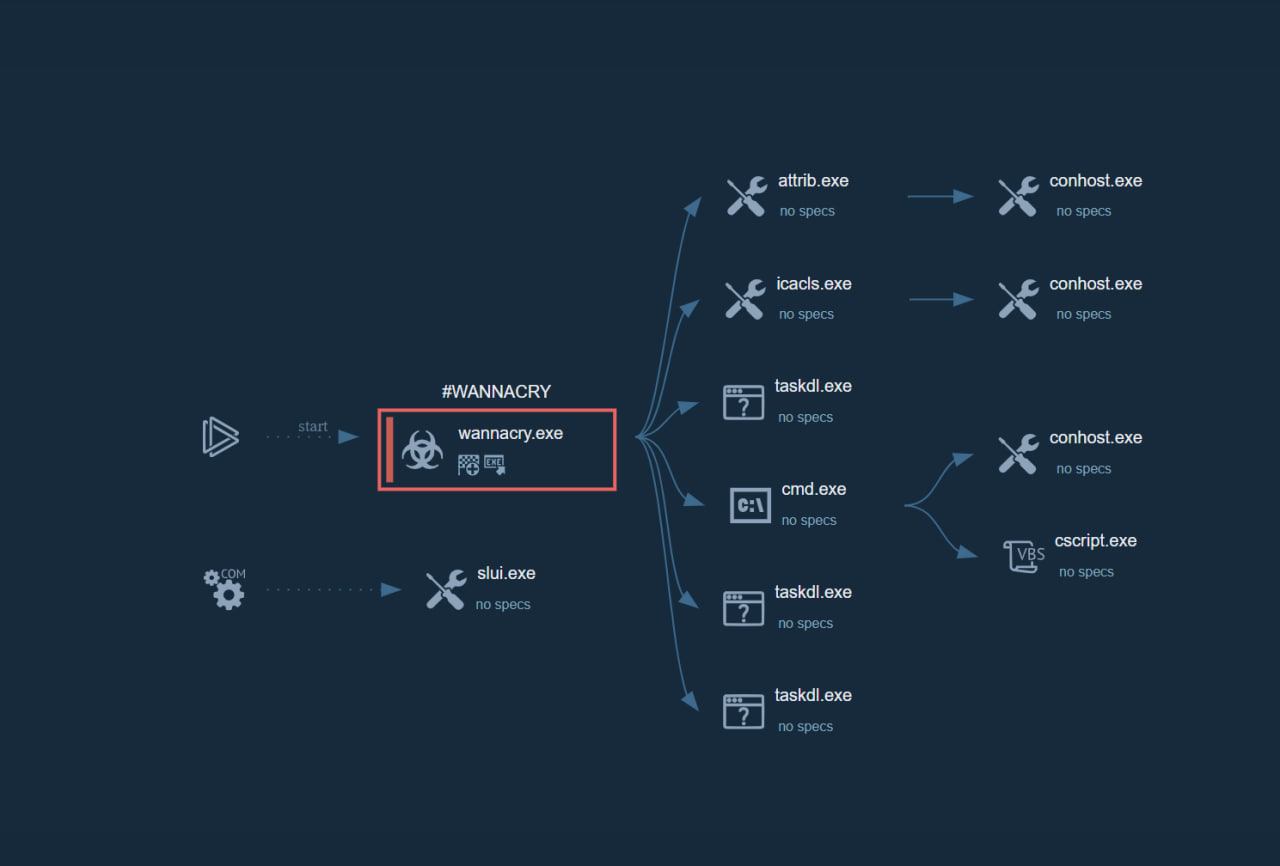 attrib.exe
no specs
conhost.exe
no specs
icacls.exe
no specs
conhost.exe
no specs
#WANNACRY
start
wannacry.exe
EXE
taskdl.exe
no specs
?
cmd.exe
no specs
C:\
conhost.exe
no specs
VBS
cscript.exe
no specs
COM
slui.exe
no specs
taskdl.exe
no specs
?
taskdl.exe
no specs
?